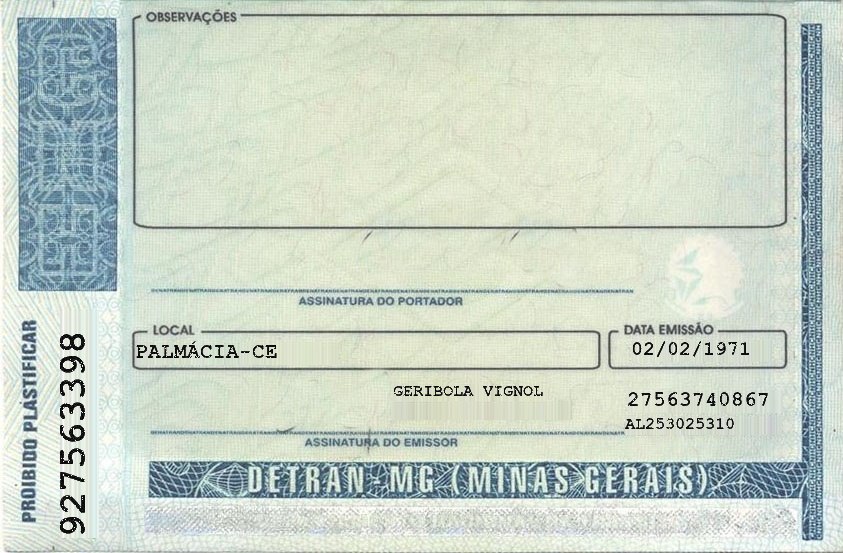 OBSERVAÇÕES
ASSINATURA DO PORTADOR
LOCAL
DATA EMISSÃO
PALMÁCIA-CE
02/02/1971
GERIBOLA VIGNOL
27563740867
AL253025310
ASSINATURA DO EMISSOR
DETRAN-MG (MINAS GERAIS)
PROIBIDO PLASTIFICAR
927563398